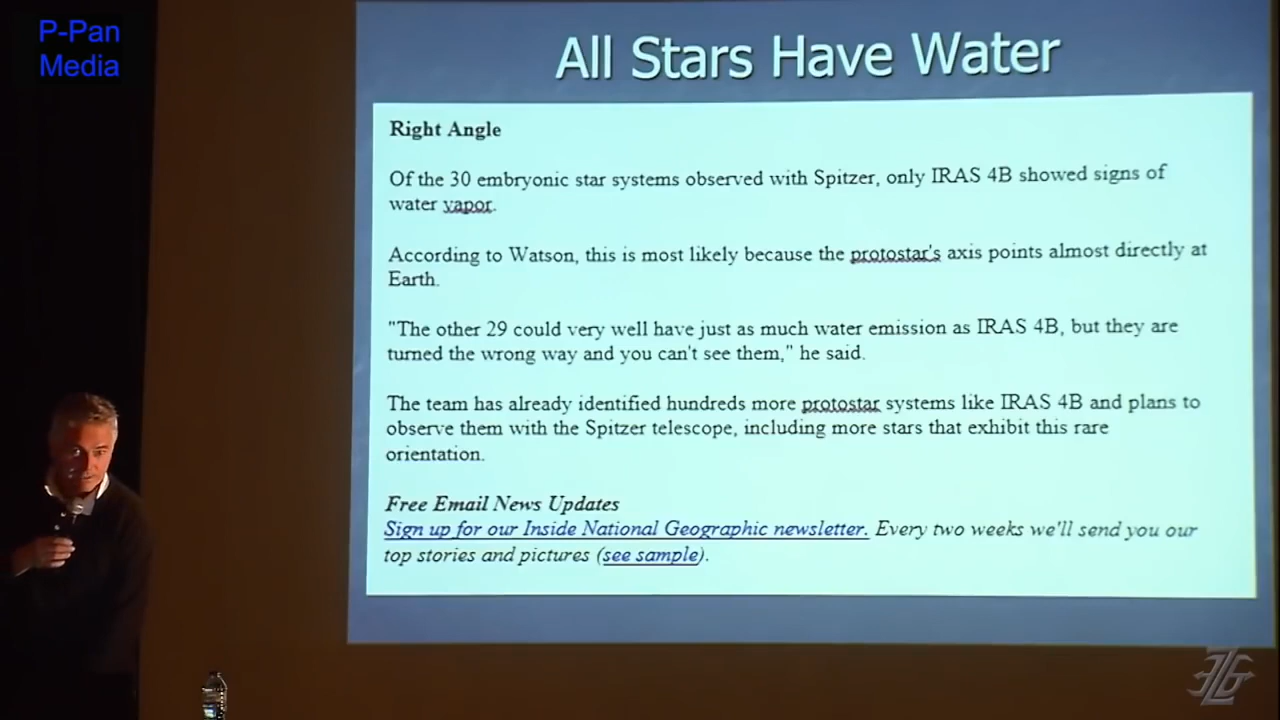 P-Pan
Media
All Stars Have Water
Right Angle
Of the 30 embryonic star systems observed with Spitzer, only IRAS 4B showed signs of
water vapor.
According to Watson, this is most likely because the protostar's axis points almost directly at
Earth.
"The other 29 could very well have just as much water emission as IRAS 4B, but they are
turned the wrong way and you can't see them," he said.
The team has already identified hundreds more protostar systems like IRAS 4B and plans to
observe them with the Spitzer telescope, including more stars that exhibit this rare
orientation.
Free Email News Updates
Sign up for our Inside National Geographic newsletter. Every two weeks we'll send you our
top stories and pictures (see sample).